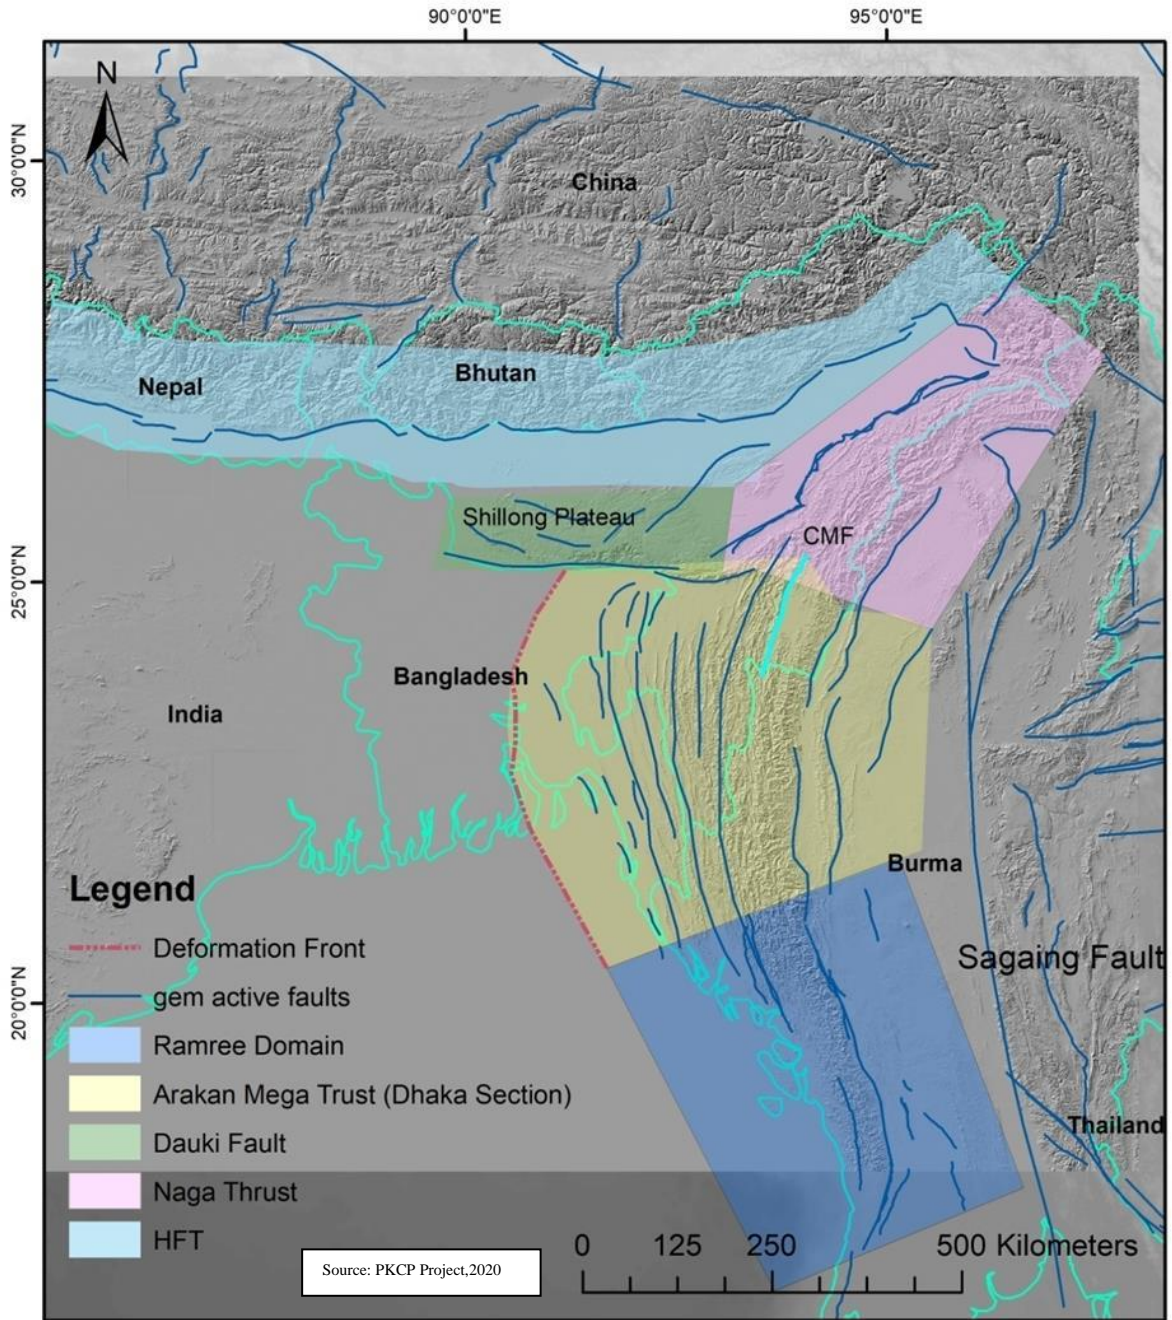 90°0'0"E
95°0'0"E
N
30°0'0"N
China
Nepal
Bhutan
Shillong Plateau
CMF
25°0'0"N
Bangladesh
India
Burma
Legend
Deformation Front
Sagaing Fault
gem active faults
20°0'0"N
Ramree Domain
Arakan Mega Trust (Dhaka Section)
Thailand
Dauki Fault
Naga Thrust
HFT
0 125 250 500 Kilometers
Source: PKCP Project,2020